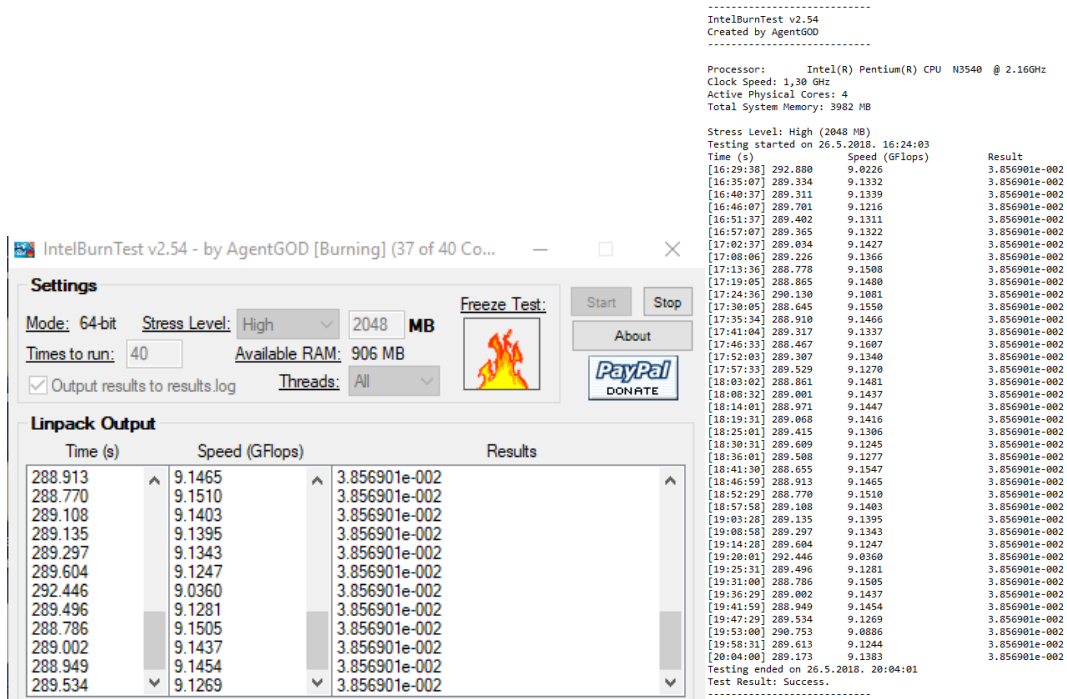 IntelBurnTest v2.54 - by AgentGOD [Burning] (37 of 40 Co...
Settings
Mode: 64-bit Stress Level: High 2048 MB
Times to run: 40 Available RAM: 906 MB
Output results to results.log Threads: All
Freeze Test:
Start Stop
About
PayPal
DONATE
Linpack Output
Time (s) Speed (GFlops) Results
288.913 9.1465 3.856901e-002
288.770 9.1510 3.856901e-002
289.108 9.1403 3.856901e-002
289.135 9.1395 3.856901e-002
289.297 9.1343 3.856901e-002
289.604 9.1247 3.856901e-002
292.446 9.0360 3.856901e-002
289.496 9.1281 3.856901e-002
288.786 9.1505 3.856901e-002
289.002 9.1437 3.856901e-002
288.949 9.1454 3.856901e-002
289.534 9.1269 3.856901e-002
----------------------------
IntelBurnTest v2.54
Created by AgentGOD
----------------------------
Processor: Intel(R) Pentium(R) CPU N3540 @ 2.16GHz
Clock Speed: 1,30 GHz
Active Physical Cores: 4
Total System Memory: 3982 MB
Stress Level: High (2048 MB)
Testing started on 26.5.2018. 16:24:03
Time (s) Speed (GFlops) Result
[16:29:38] 292.880 9.0226 3.856901e-002
[16:35:07] 289.334 9.1332 3.856901e-002
[16:40:37] 289.311 9.1339 3.856901e-002
[16:46:07] 289.701 9.1216 3.856901e-002
[16:51:37] 289.402 9.1311 3.856901e-002
[16:57:07] 289.365 9.1322 3.856901e-002
[17:02:37] 289.034 9.1427 3.856901e-002
[17:08:06] 289.226 9.1366 3.856901e-002
[17:13:36] 288.778 9.1508 3.856901e-002
[17:19:05] 288.865 9.1480 3.856901e-002
[17:24:36] 290.130 9.1081 3.856901e-002
[17:30:05] 288.645 9.1550 3.856901e-002
[17:35:34] 288.910 9.1466 3.856901e-002
[17:41:04] 289.317 9.1337 3.856901e-002
[17:46:33] 288.467 9.1607 3.856901e-002
[17:52:03] 289.307 9.1340 3.856901e-002
[17:57:33] 289.529 9.1270 3.856901e-002
[18:03:02] 288.861 9.1481 3.856901e-002
[18:08:32] 289.001 9.1437 3.856901e-002
[18:14:01] 288.971 9.1447 3.856901e-002
[18:19:31] 289.068 9.1416 3.856901e-002
[18:25:01] 289.415 9.1306 3.856901e-002
[18:30:31] 289.609 9.1245 3.856901e-002
[18:36:01] 289.508 9.1277 3.856901e-002
[18:41:30] 288.655 9.1547 3.856901e-002
[18:46:59] 288.913 9.1465 3.856901e-002
[18:52:29] 288.770 9.1510 3.856901e-002
[18:57:58] 289.108 9.1403 3.856901e-002
[19:03:28] 289.135 9.1395 3.856901e-002
[19:08:58] 289.297 9.1343 3.856901e-002
[19:14:28] 289.604 9.1247 3.856901e-002
[19:20:01] 292.446 9.0360 3.856901e-002
[19:25:31] 289.496 9.1281 3.856901e-002
[19:31:00] 288.786 9.1505 3.856901e-002
[19:36:29] 289.002 9.1437 3.856901e-002
[19:41:59] 288.949 9.1454 3.856901e-002
[19:47:29] 289.534 9.1269 3.856901e-002
[19:53:00] 290.753 9.0886 3.856901e-002
[19:58:31] 289.613 9.1244 3.856901e-002
[20:04:00] 289.173 9.1383 3.856901e-002
Testing ended on 26.5.2018. 20:04:01
Test Result: Success.
----------------------------